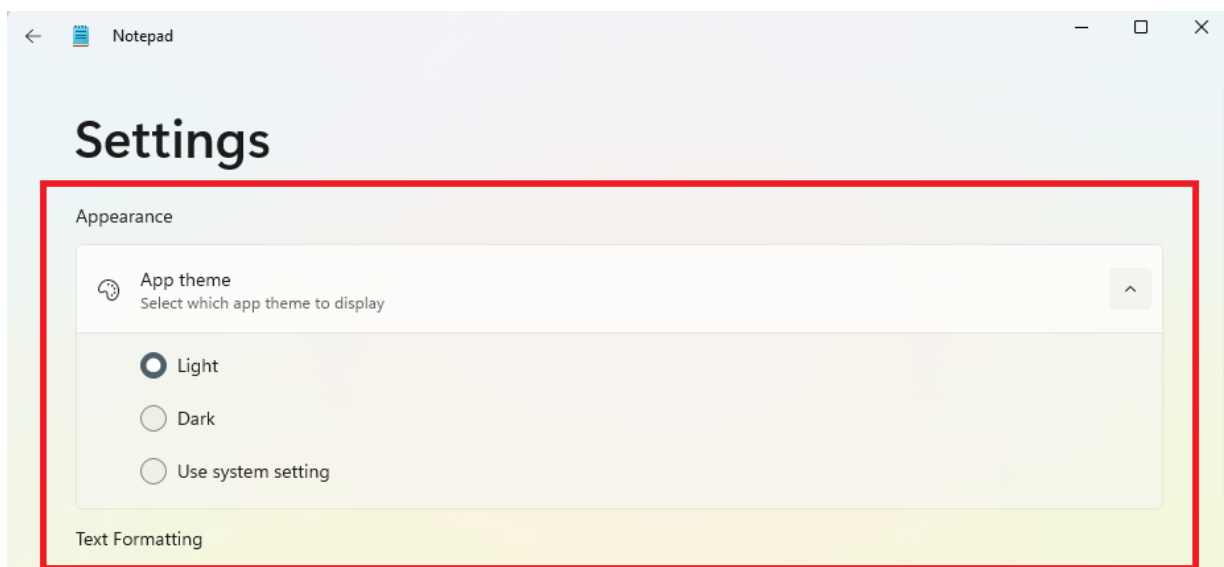 Notepad
Settings
Appearance
App theme
Select which app theme to display
Light
Dark
Use system setting
Text Formatting